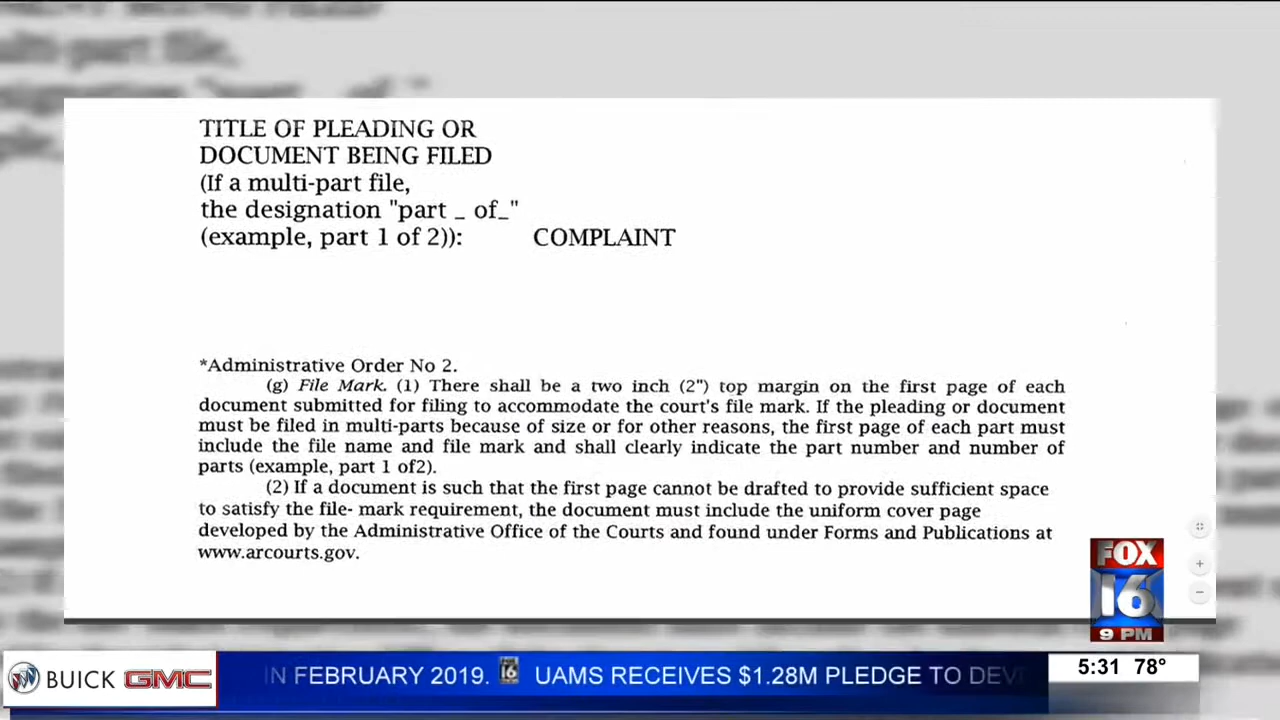 TITLE OF PLEADING OR
DOCUMENT BEING FILED
(If a multi-part file,
the designation "part _ of_"
(example, part 1 of 2)): COMPLAINT
*Administrative Order No 2.
(g) File Mark. (1) There shall be a two inch (2") top margin on the first page of each
document submitted for filing to accommodate the court's file mark. If the pleading or document
must be filed in multi-parts because of size or for other reasons, the first page of each part must
include the file name and file mark and shall clearly indicate the part number and number of
parts (example, part 1 of2).
(2) If a document is such that the first page cannot be drafted to provide sufficient space
to satisfy the file- mark requirement, the document must include the uniform cover page
developed by the Administrative Office of the Courts and found under Forms and Publications at
www.arcourts.gov.
FOX
16
9 PM
BUICK GMC
IN FEBRUARY 2019. 16 UAMS RECEIVES $1.28M PLEDGE TO DEV
5:31 78°